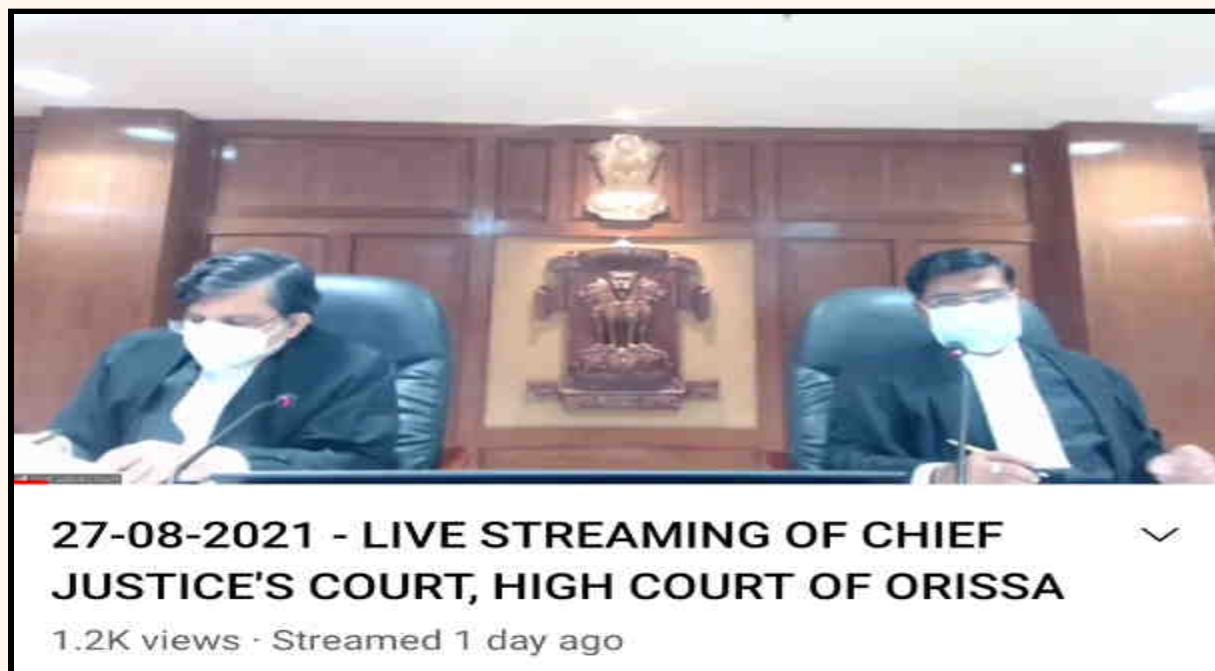 27-08-2021 - LIVE STREAMING OF CHIEF
JUSTICE'S COURT, HIGH COURT OF ORISSA
1.2K views · Streamed 1 day ago